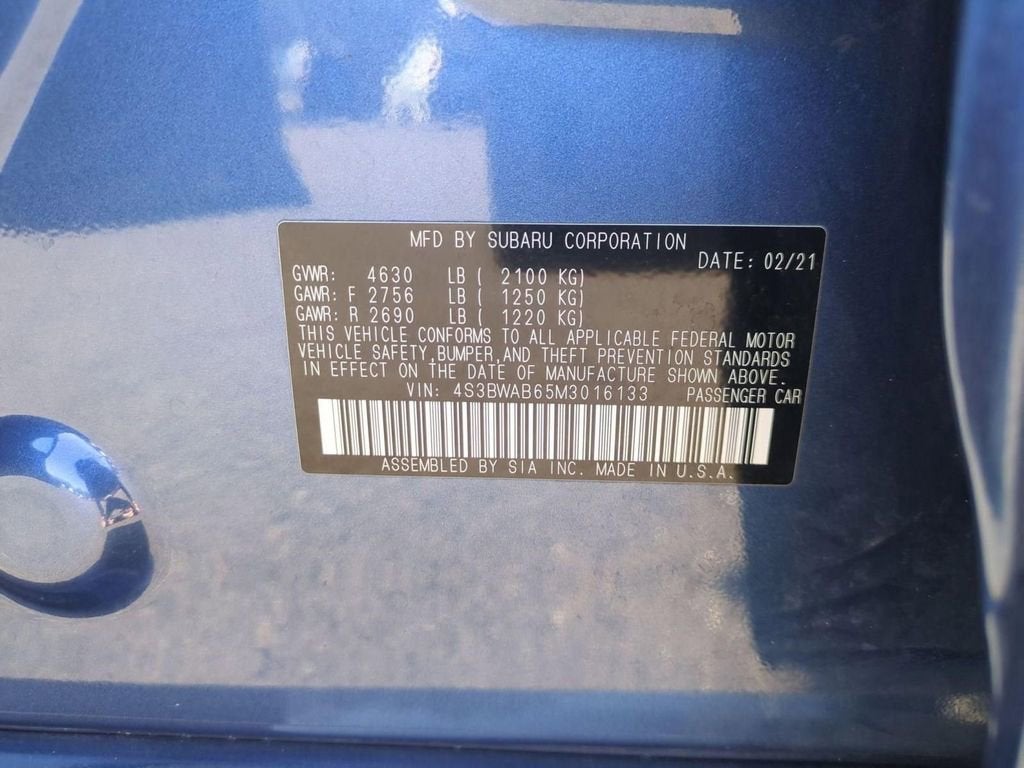 MFD BY SUBARU CORPORATION
DATE: 02/21
GVWR: 4630 LB ( 2100 KG)
GAWR: F 2756 LB ( 1250 KG)
GAWR: R 2690 LB ( 1220 KG)
THIS VEHICLE CONFORMS TO ALL APPLICABLE FEDERAL MOTOR
VEHICLE SAFETY,BUMPER,AND THEFT PREVENTION STANDARDS
IN EFFECT ON THE DATE OF MANUFACTURE SHOWN ABOVE.
VIN: 4S3BWAB65M3016133 PASSENGER CAR
ASSEMBLED BY SIA INC. MADE IN U.S.A.